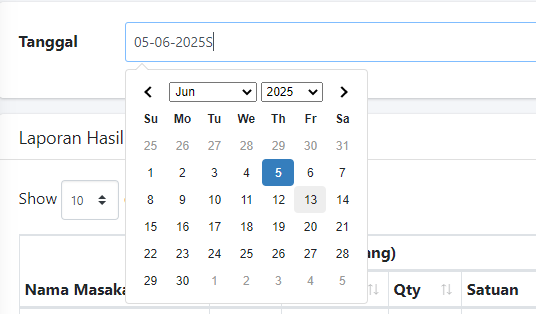 Tanggal 05-06-2025S
Jun 2025
Su Mo Tu We Th Fr Sa
25 26 27 28 29 30 31
1 2 3 4 5 6 7
8 9 10 11 12 13 14
15 16 17 18 19 20 21
22 23 24 25 26 27 28
29 30 1 2 3 4 5
Laporan Hasil
Show 10
Nama Masaka Qty Satuan